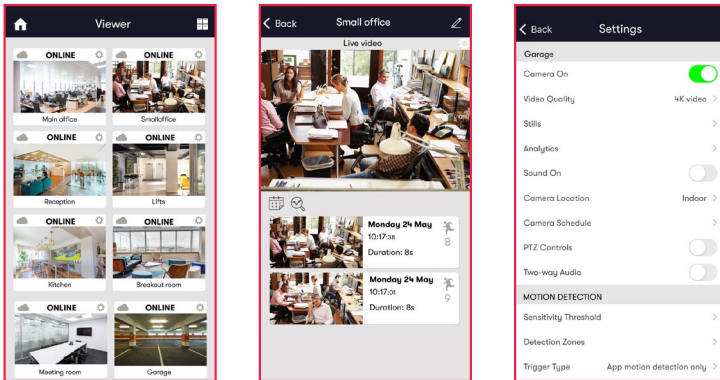 Viewer
ONLINE ONLINE
Main office Smalloffice
ONLINE ONLINE
Reception Lifts
ONLINE ONLINE
Kitchen Breakout room
ONLINE ONLINE
Meeting room Garage
Back Small office
Live video
Monday 24 May
10:17:38
8
Duration: 8s
Monday 24 May
10:17:01
9
Duration: 8s
Back Settings
Garage
Camera On
Video Quality 4K video
Stills
Analytics
Sound On
Camera Location Indoor
Camera Schedule
PTZ Controls
Two-way Audio
MOTION DETECTION
Sensitivity Threshold
Detection Zones
Trigger Type App motion detection only